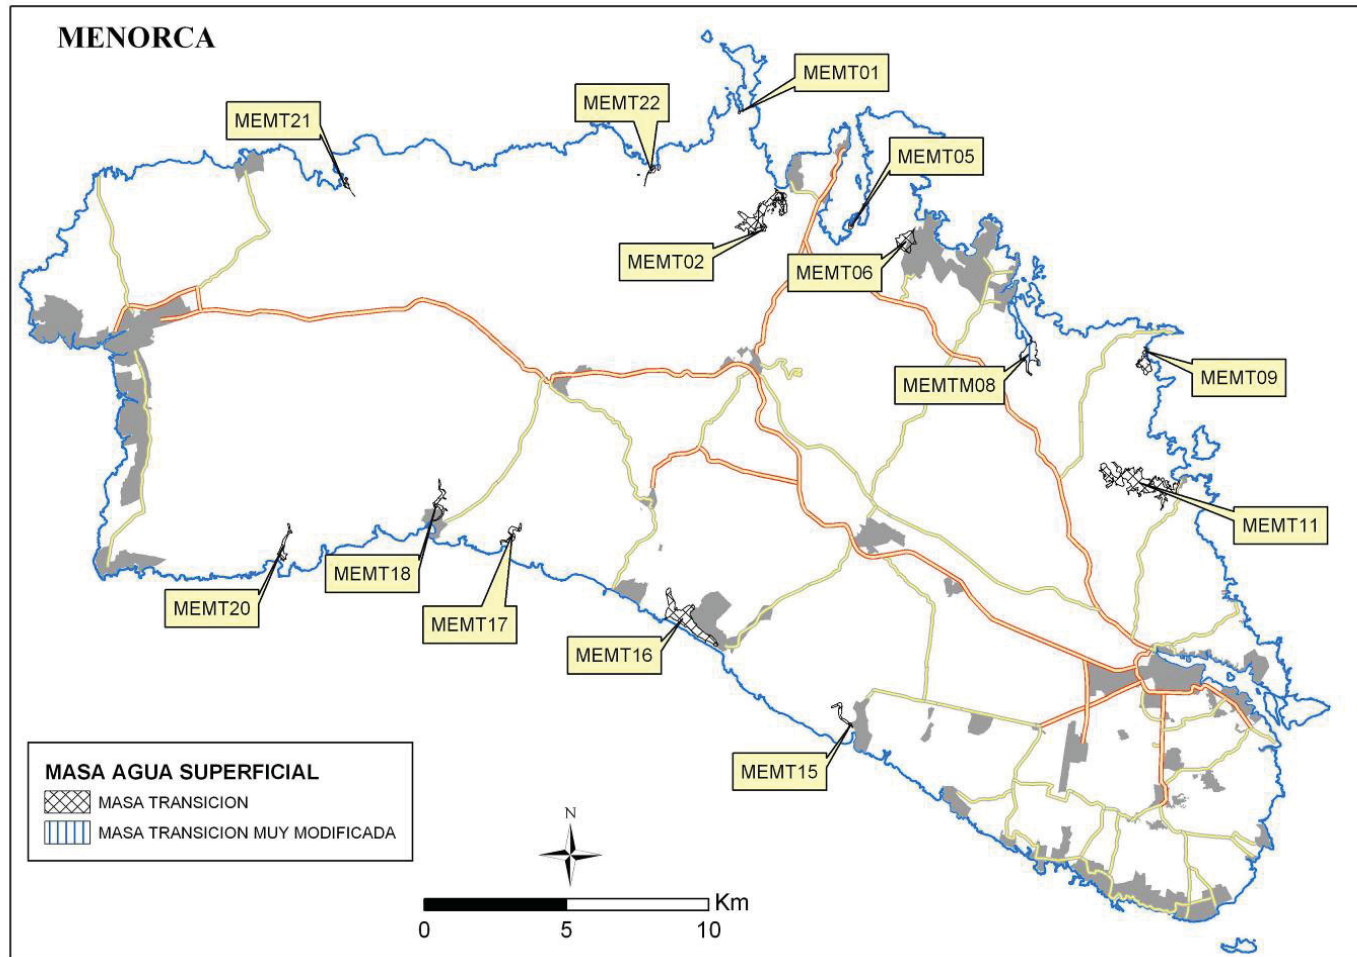 MENORCA
MEMT01
MEMT22
MEMT21
MEMT05
MEMT02
MEMT06
MEMTM08
MEMT09
MEMT11
MEMT18
MEMT20
MEMT17
MEMT16
MEMT15
MASA AGUA SUPERFICIAL
MASA TRANSICION
MASA TRANSICION MUY MODIFICADA
N
Km
0 5 10